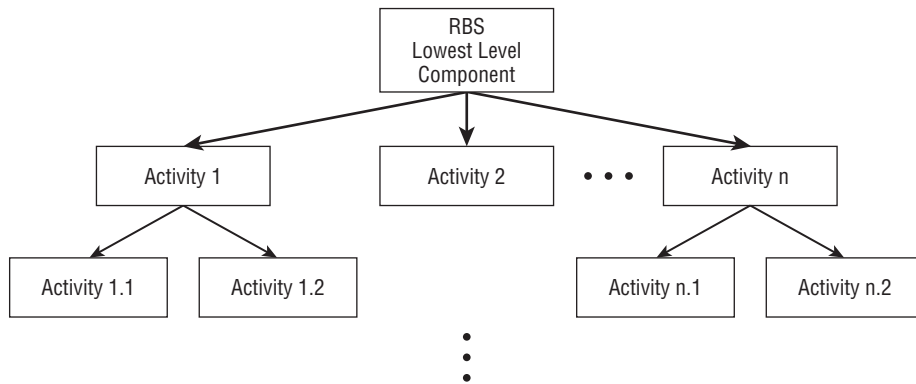 RBS
Lowest Level
Component
Activity 1
Activity 2
Activity n
Activity 1.1
Activity 1.2
Activity n.1
Activity n.2